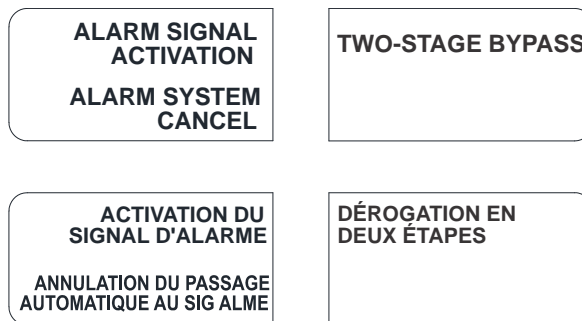 ALARM SIGNAL
ACTIVATION
ALARM SYSTEM
CANCEL
TWO-STAGE BYPASS
ACTIVATION DU
SIGNAL D'ALARME
ANNULATION DU PASSAGE
AUTOMATIQUE AU SIG ALME
DÉROGATION EN
DEUX ÉTAPES